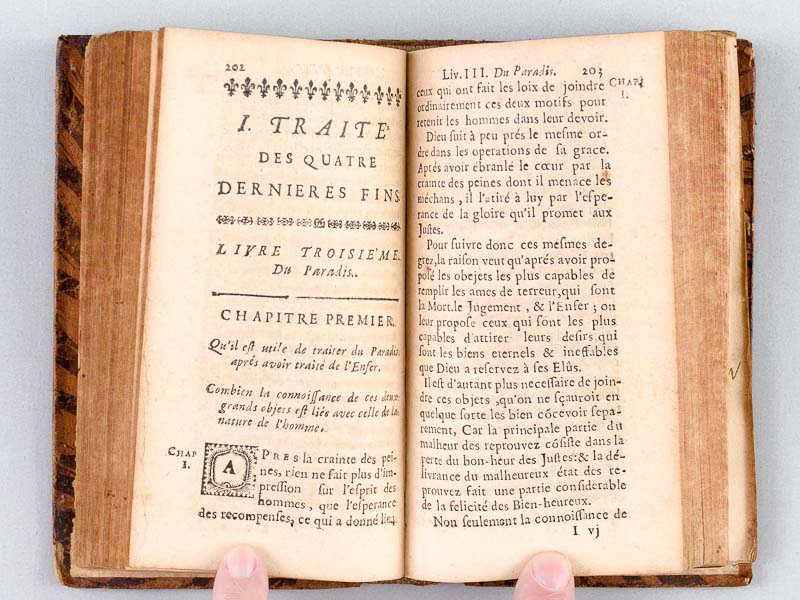 202
I. TRAITE
DES QUATRE
DERNIERES FINS.
LIVRE TROISIE'ME.
Du Paradis.
CHAPITRE PREMIER.
Qu'il eſt utile de traiter du Paradis
aprés avoir traité de l'Enfer.
Combien la connoiſſance de ces deux
grands objets eſt liée avec celle de la
nature de l'homme.
CHAP
I.
APRES la crainte des pei-
nes, rien ne fait plus d'im-
preſſion ſur l'eſprit des
hommes, que l'eſperance
des recompenſes, ce qui a donné lieu
Liv. III. Du Paradis. 203
CHAP.
I.
ceux qui ont fait les loix de joindre
ordinairement ces deux motifs pour
retenir les hommes dans leur devoir.
Dieu ſuit à peu prés le meſme or-
dre dans les operations de ſa grace.
Aprés avoir ébranlé le cœur par la
crainte des peines dont il menace les
méchans, il l'atiré à luy par l'eſpe-
rance de la gloire qu'il promet aux
Juſtes.
Pour ſuivre donc ces meſmes de-
grez, la raiſon veut qu'aprés avoir pro-
poſé les obejets les plus capables de
remplir les ames de terreur, qui ſont
la Mort, le Jugement, & l'Enfer; on
leur propoſe ceux qui ſont les plus
capables d'attirer leurs deſirs qui
ſont les biens eternels & ineffables
que Dieu a reſervez à ſes Elûs.
Il eſt d'autant plus neceſſaire de join-
dre ces objets, qu'on ne ſçauroit en
quelque ſorte les bien cõcevoir ſepa-
rement, Car la principale partie du
malheur des reprouvez cõſiſte dans la
perte du bon-heur des Juſtes: & la dé-
livrance du malheureux état des re-
prouvez fait une partie conſiderable
de la felicité des Bien-heureux.
Non ſeulement la connoiſſance de
I vj